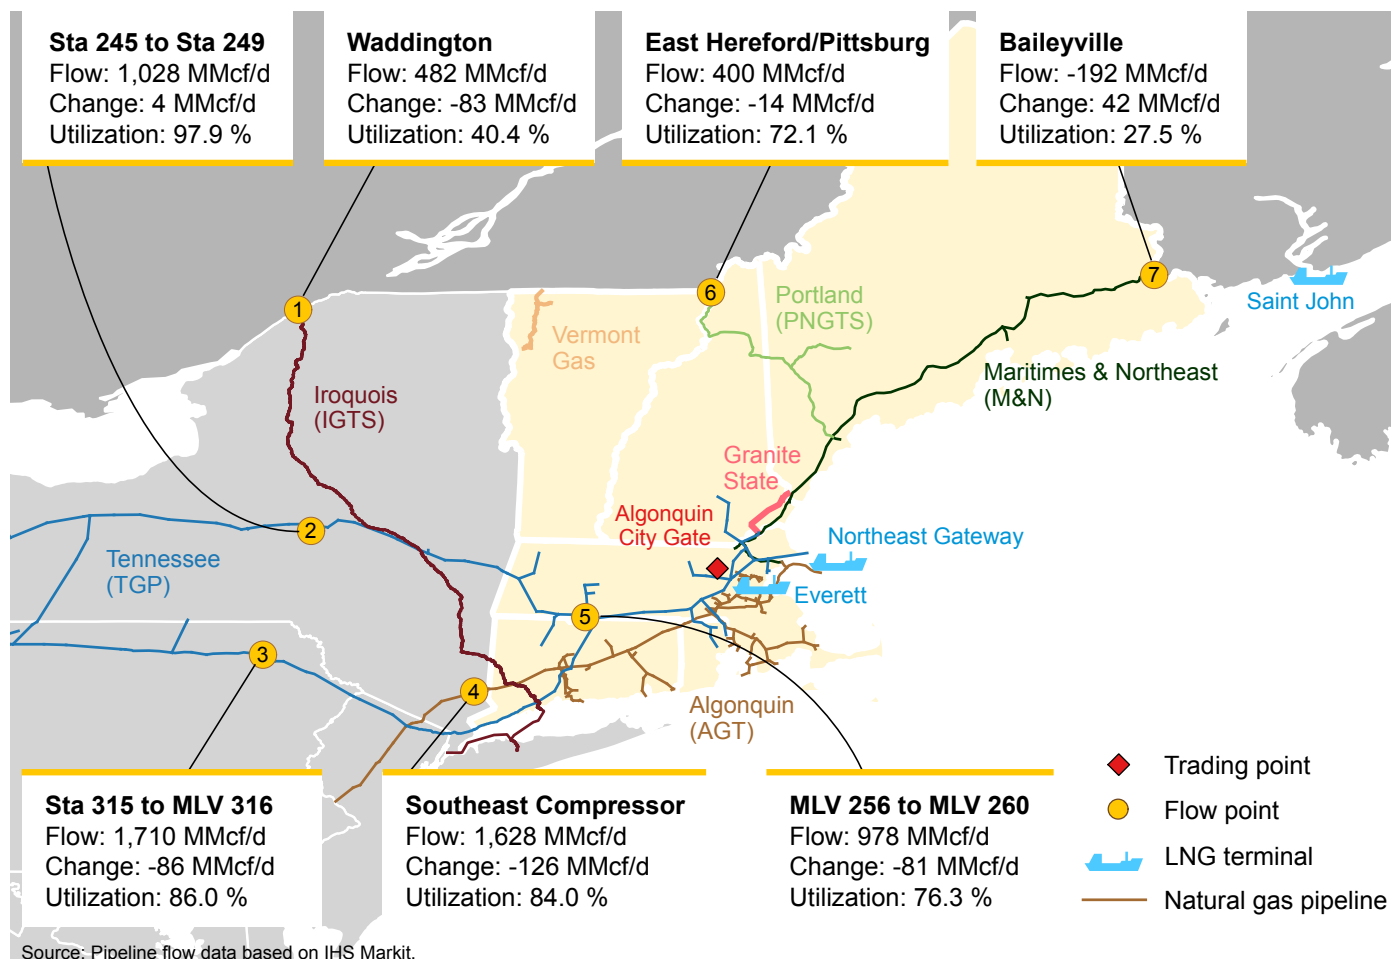 Sta 245 to Sta 249
Flow: 1,028 MMcf/d
Change: 4 MMcf/d
Utilization: 97.9 %
Waddington
Flow: 482 MMcf/d
Change: -83 MMcf/d
Utilization: 40.4 %
East Hereford/Pittsburg
Flow: 400 MMcf/d
Change: -14 MMcf/d
Utilization: 72.1 %
Baileyville
Flow: -192 MMcf/d
Change: 42 MMcf/d
Utilization: 27.5 %
1
6
7
Portland
(PNGTS)
Saint John
Vermont
Gas
Maritimes & Northeast
(M&N)
Iroquois
(IGTS)
Granite
State
Algonquin
City Gate
2
Northeast Gateway
Tennessee
(TGP)
Everett
5
3
4
Algonquin
(AGT)
Sta 315 to MLV 316
Flow: 1,710 MMcf/d
Change: -86 MMcf/d
Utilization: 86.0 %
Southeast Compressor
Flow: 1,628 MMcf/d
Change: -126 MMcf/d
Utilization: 84.0 %
MLV 256 to MLV 260
Flow: 978 MMcf/d
Change: -81 MMcf/d
Utilization: 76.3 %
Trading point
Flow point
LNG terminal
Natural gas pipeline
Source: Pipeline flow data based on IHS Markit.